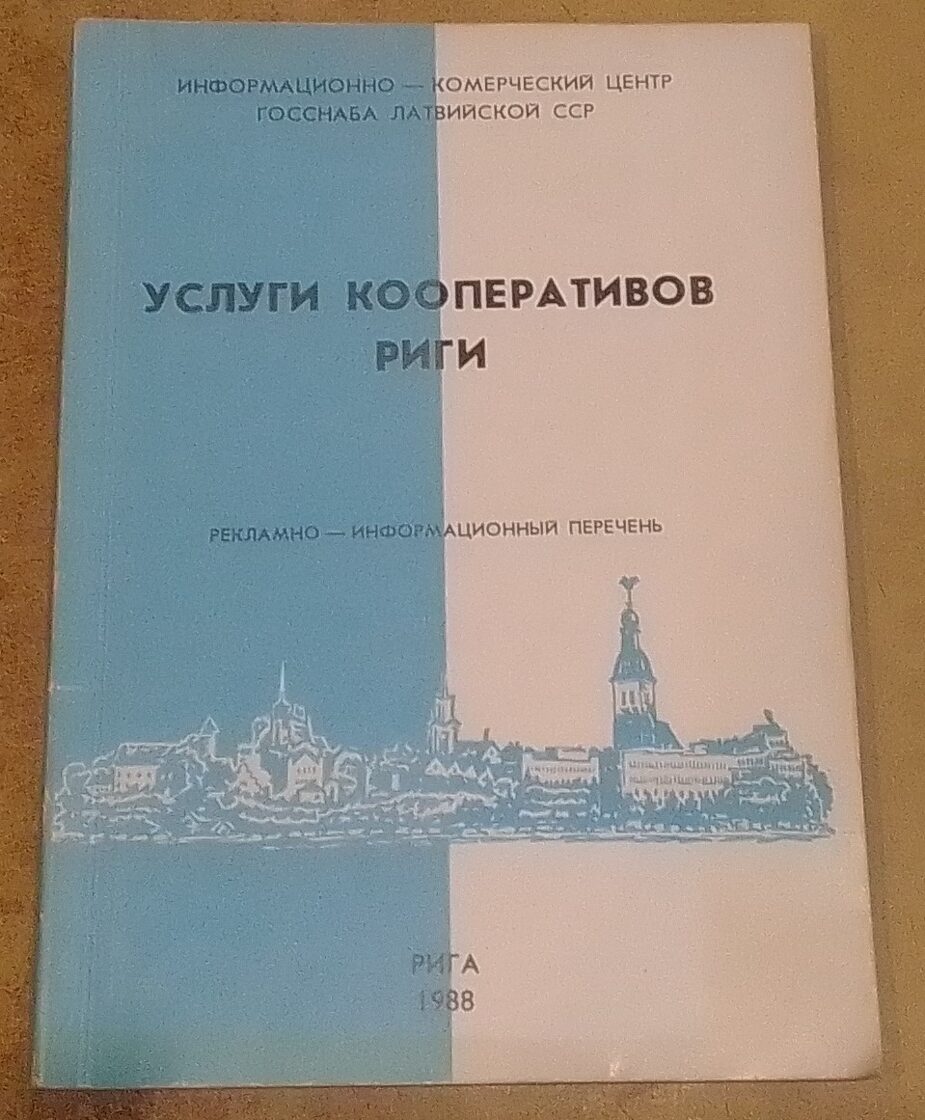 ИНФОРМАЦИОННО — КОМЕРЧЕСКИЙ ЦЕНТР
ГОССНАБА ЛАТВИЙСКОЙ ССР
УСЛУГИ КООПЕРАТИВОВ
РИГИ
РЕКЛАМНО — ИНФОРМАЦИОННЫЙ ПЕРЕЧЕНЬ
РИГА
1988